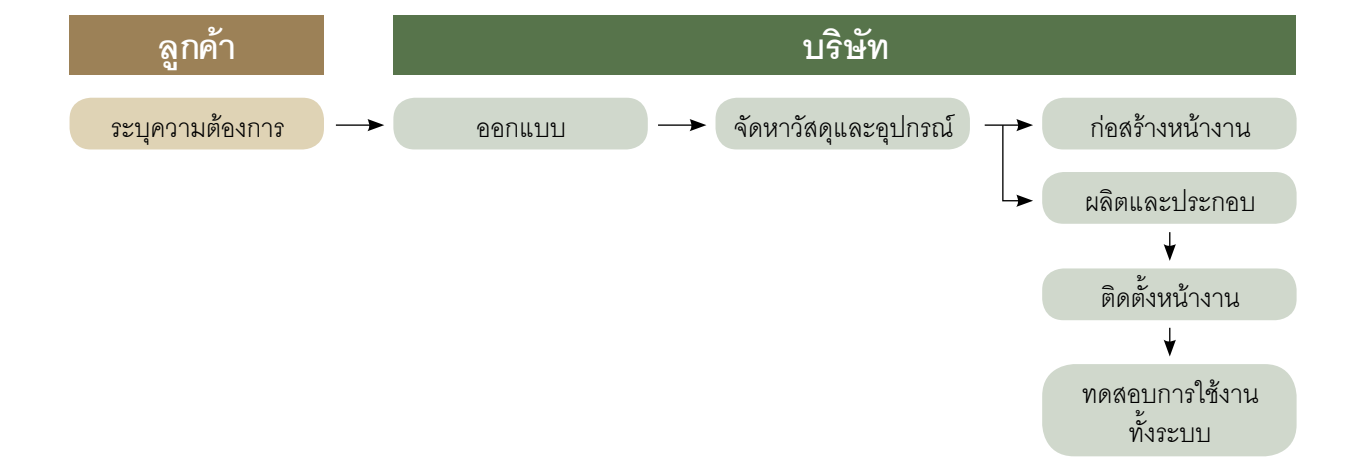 ลูกค้า
บริษัท
ระบุความต้องการ
ออกแบบ
จัดหาวัสดุและอุปกรณ์
ก่อสร้างหน้างาน
ผลิตและประกอบ
ติดตั้งหน้างาน
ทดสอบการใช้งาน
ทั้งระบบ